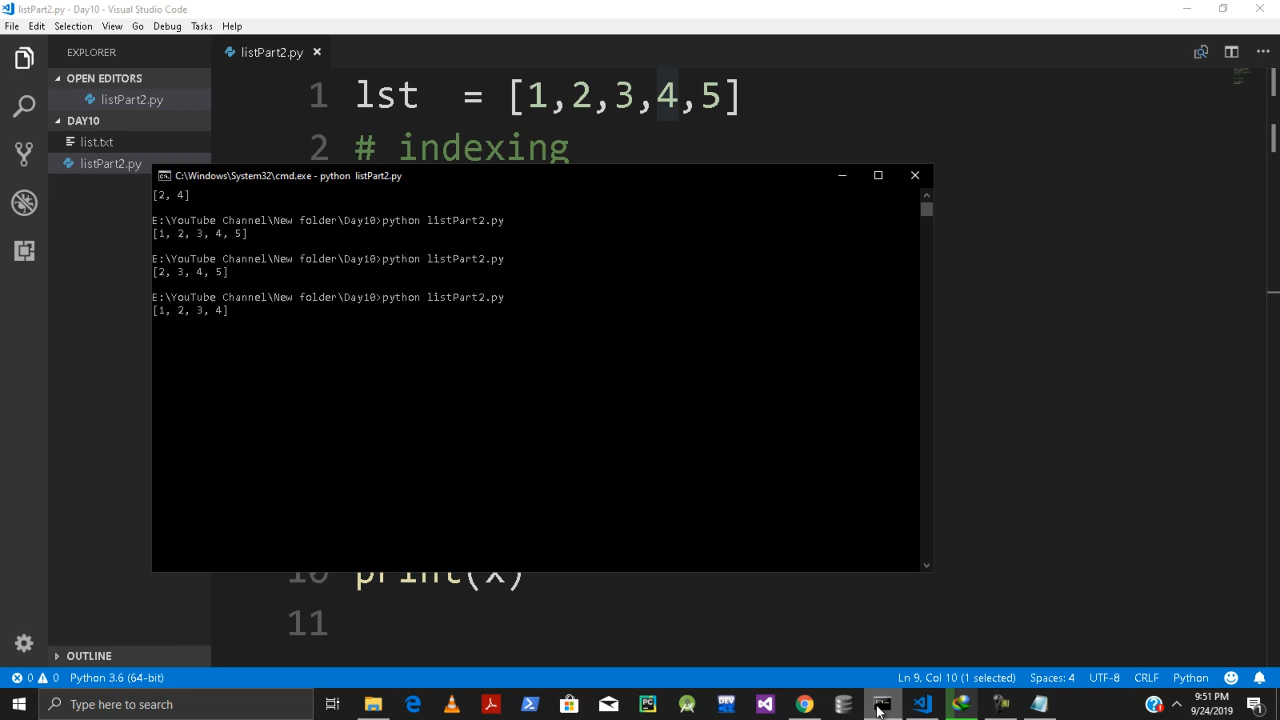 listPart2.py - Day10 - Visual Studio Code
File Edit Selection View Go Debug Tasks Help
EXPLORER
OPEN EDITORS
listPart2.py
DAY10
list.txt
listPart2.py
OUTLINE
listPart2.py
1 lst = [1,2,3,4,5]
2 # indexing
C:\Windows\System32\cmd.exe - python listPart2.py
[2, 4]
E:\YouTube Channel\New folder\Day10>python listPart2.py
[1, 2, 3, 4, 5]
E:\YouTube Channel\New folder\Day10>python listPart2.py
[2, 3, 4, 5]
E:\YouTube Channel\New folder\Day10>python listPart2.py
[1, 2, 3, 4]
10 print(x)
11
0 0 Python 3.6 (64-bit) Ln 9, Col 10 (1 selected) Spaces: 4 UTF-8 CRLF Python
Type here to search
9:51 PM
9/24/2019